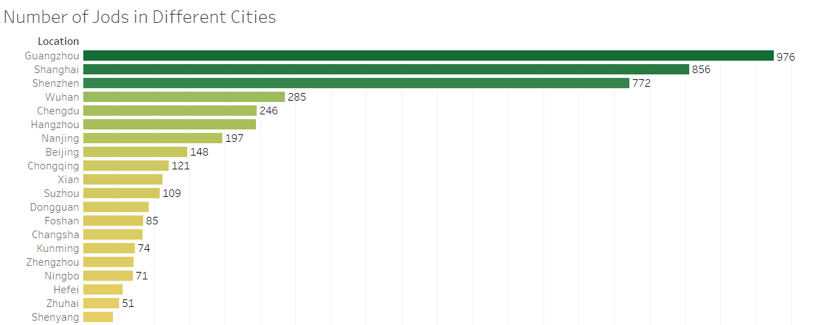 Number of Jods in Different Cities
Location
Guangzhou 976
Shanghai 856
Shenzhen 772
Wuhan 285
Chengdu 246
Hangzhou
Nanjing 197
Beijing 148
Chongqing 121
Xian
Suzhou 109
Dongguan
Foshan 85
Changsha
Kunming 74
Zhengzhou
Ningbo 71
Hefei
Zhuhai 51
Shenyang